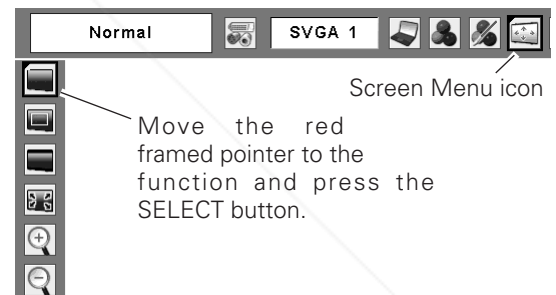 Normal
SVGA 1
Screen Menu icon
Move the red
framed pointer to the
function and press the
SELECT button.